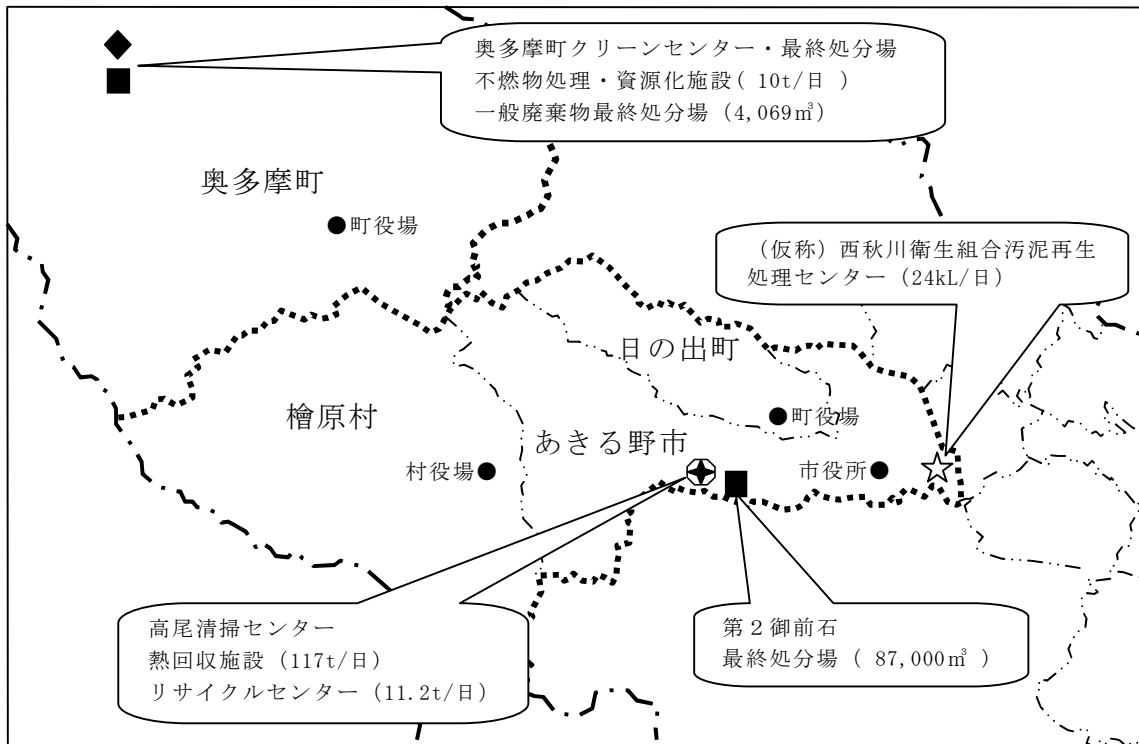 奥多摩町クリーンセンター・最終処分場
不燃物処理・資源化施設( 10t/日 )
一般廃棄物最終処分場(4,069㎥)
奥多摩町
●町役場
(仮称)西秋川衛生組合汚泥再生
処理センター(24kL/日)
日の出町
檜原村
町役場
あきる野市
村役場
市役所
高尾清掃センター
熱回収施設(117t/日)
リサイクルセンター(11.2t/日)
第2御前石
最終処分場( 87,000㎥ )